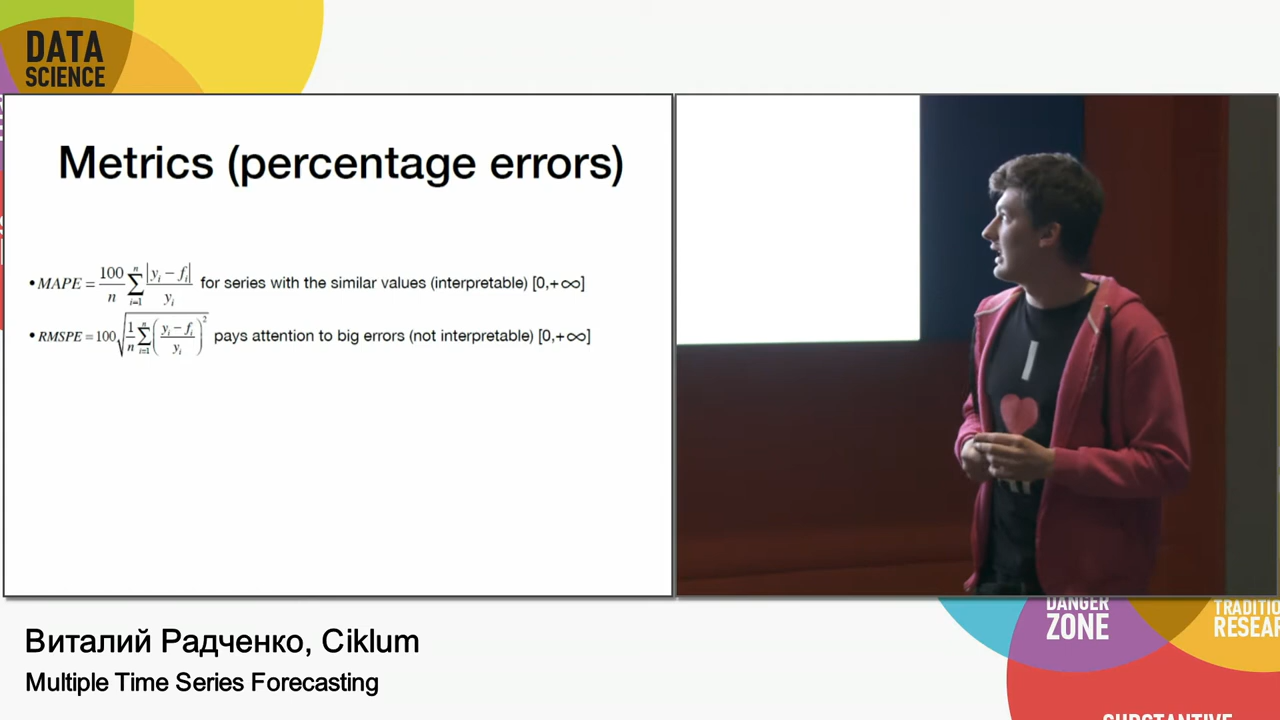 DATA
SCIENCE
Metrics (percentage errors)
• MAPE = 100/n ∑_{i=1}^{n} |y_i − f_i| / y_i for series with the similar values (interpretable) [0,+∞]
• RMSPE = 100 √(1/n ∑_{i=1}^{n} ((y_i − f_i)/y_i)^2) pays attention to big errors (not interpretable) [0,+∞]
I
Виталий Радченко, Ciklum
Multiple Time Series Forecasting
DANGER
ZONE